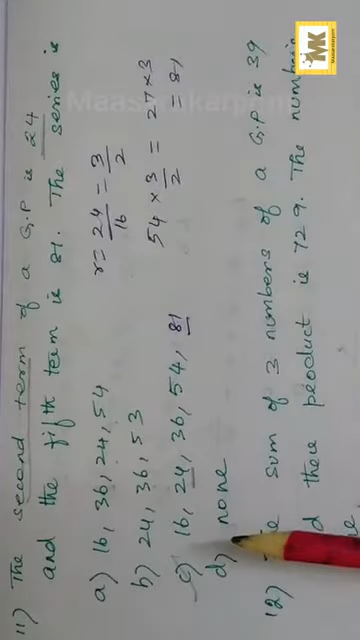 11) The second term of a G.P is 24
and the fifth term is 81. The series is
a) 16, 36, 24, 54
b) 24, 36, 53
c) 16, 24, 36, 54, 81
d) none
r = 24/16 = 3/2
54 × 3/2 = 27 × 3
= 81
12) sum of 3 numbers of a G.P is 39
there product is 729. The number
MK